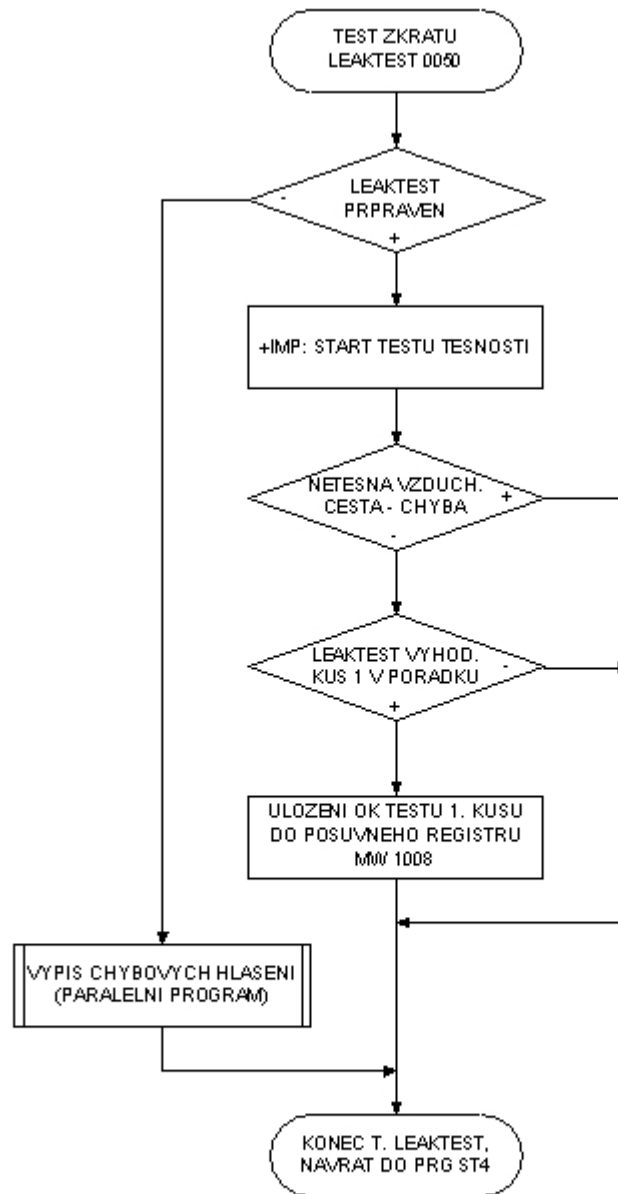 TEST ZKRATU
LEAKTEST 0050
LEAKTEST
PRPRAVEN
-
+
+IMP: START TESTU TESNOSTI
NETESNA VZDUCH.
CESTA - CHYBA
+
-
LEAKTEST VYHOD.
KUS 1 V PORADKU
-
+
ULOZENI OK TESTU 1. KUSU
DO POSUVNEHO REGISTRU
MW 1008
VYPIS CHYBOVYCH HLASENI
(PARALELNI PROGRAM)
KONEC T. LEAKTEST,
NAVRAT DO PRG ST4